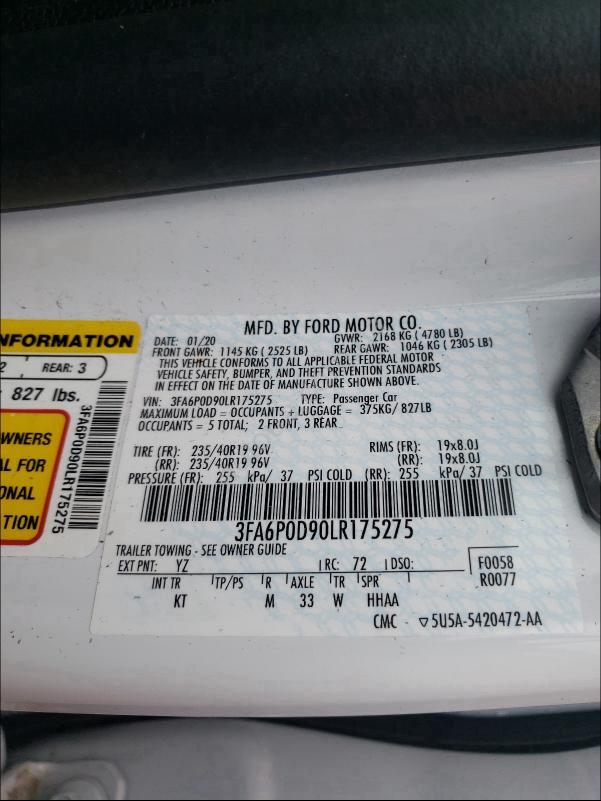 MFD. BY FORD MOTOR CO.
DATE: 01/20 GVWR: 2168 KG ( 4780 LB)
FRONT GAWR: 1145 KG ( 2525 LB) REAR GAWR: 1046 KG ( 2305 LB)
THIS VEHICLE CONFORMS TO ALL APPLICABLE FEDERAL MOTOR
VEHICLE SAFETY, BUMPER, AND THEFT PREVENTION STANDARDS
IN EFFECT ON THE DATE OF MANUFACTURE SHOWN ABOVE.
VIN: 3FA6P0D90LR175275 TYPE: Passenger Car
MAXIMUM LOAD = OCCUPANTS + LUGGAGE = 375KG/ 827LB
OCCUPANTS = 5 TOTAL; 2 FRONT, 3 REAR
TIRE (FR): 235/40R19 96V RIMS (FR): 19x8.0J
(RR): 235/40R19 96V (RR): 19x8.0J
PRESSURE (FR): 255 kPa/ 37 PSI COLD (RR): 255 kPa/ 37 PSI COLD
3FA6P0D90LR175275
TRAILER TOWING - SEE OWNER GUIDE
EXT PNT: YZ RC: 72 DSO: F0058
R0077
INT TR TP/PS R AXLE TR SPR
KT M 33 W HHAA
CMC ▽5U5A-5420472-AA
INFORMATION
2 REAR: 3
827 lbs.
WNERS
AL FOR
ONAL
TION
3FA6P0D90LR175275